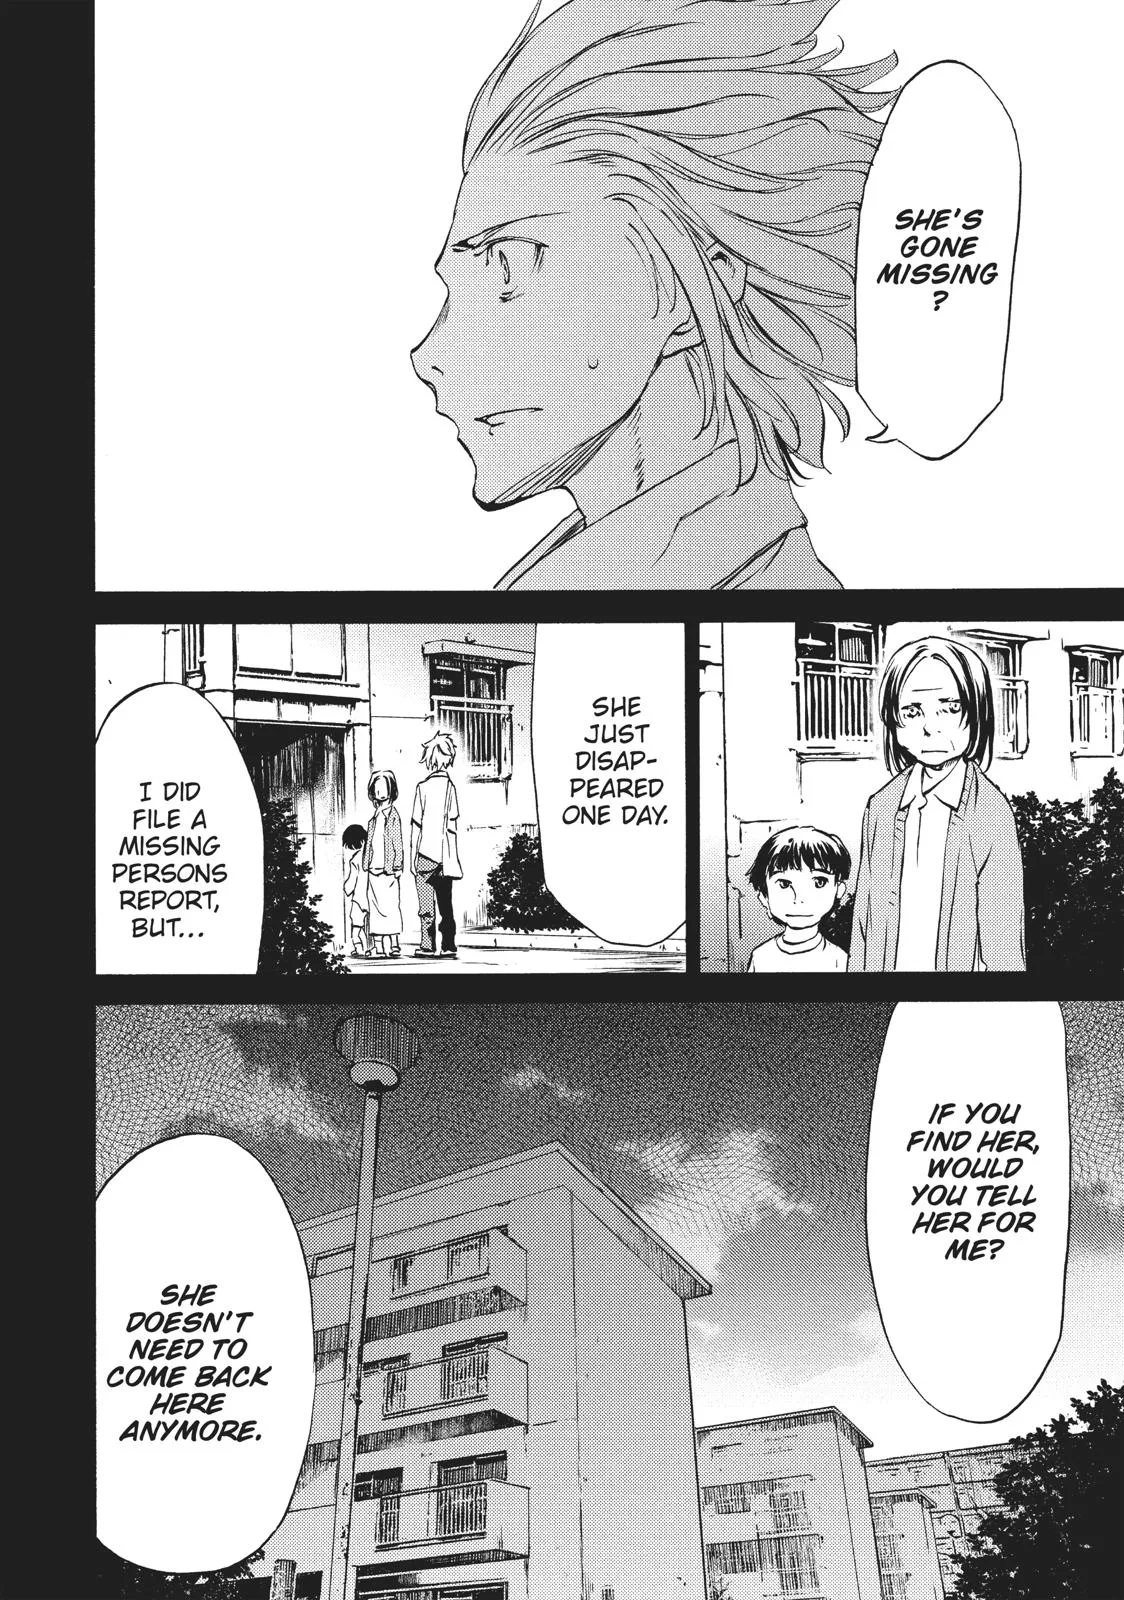 SHE'S
GONE
MISSING
?
SHE
JUST
DISAP-
PEARED
ONE DAY.
I DID
FILE A
MISSING
PERSONS
REPORT,
BUT...
IF YOU
FIND HER,
WOULD
YOU TELL
HER FOR
ME?
SHE
DOESN'T
NEED TO
COME BACK
HERE
ANYMORE.